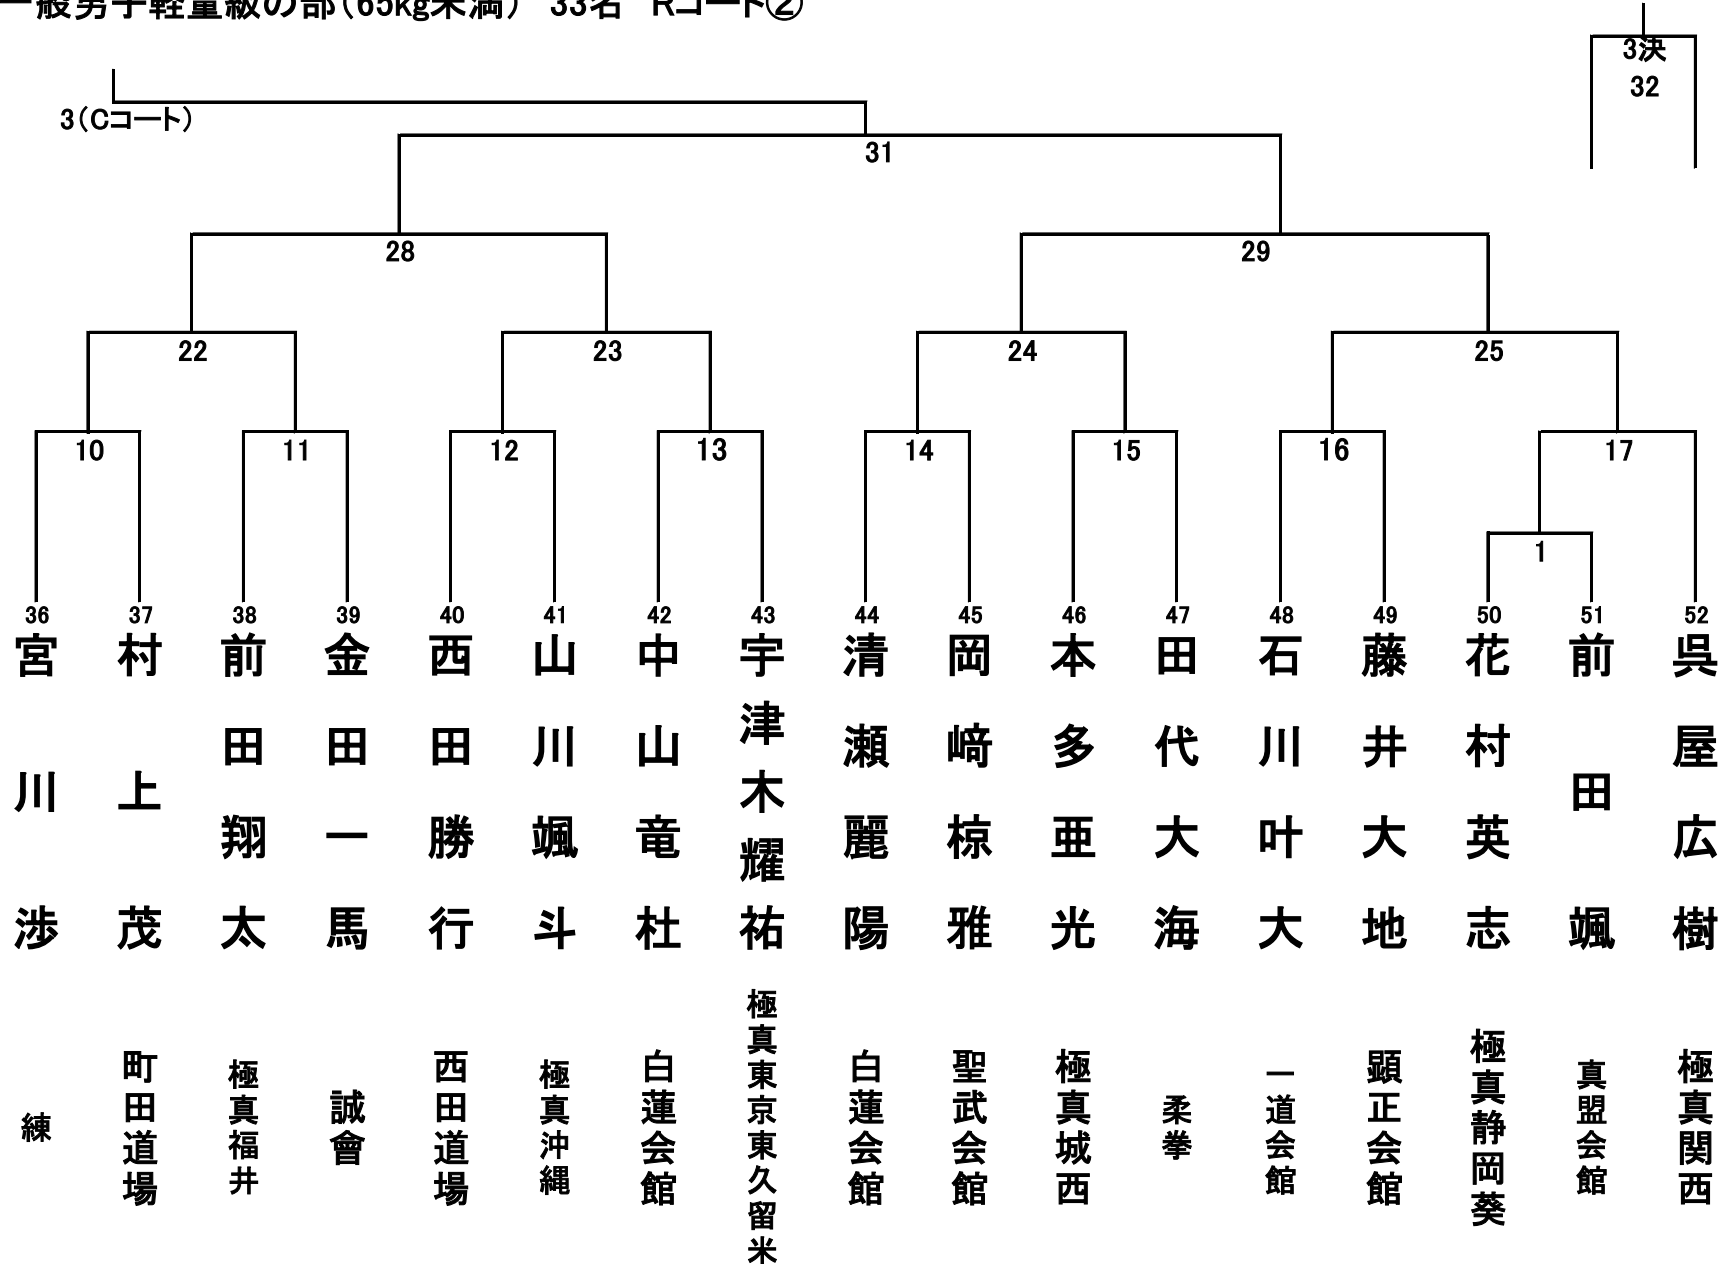 一般男子軽量級の部（65kg未満） 33名 Rコート②
3決
32
3（Cコート）
31
28
29
22
23
24
25
10
11
12
13
14
15
16
17
1
36
37
38
39
40
41
42
43
44
45
46
47
48
49
50
51
52
宮川渉
村上茂
前田翔太
金田一馬
西田勝行
山川颯斗
中山竜杜
宇津木耀祐
清瀬麗陽
岡﨑椋雅
本多亜光
田代大海
石川叶大
藤井大地
花村英志
前田颯
呉屋広樹
練
町田道場
極真福井
誠會
西田道場
極真沖縄
白蓮会館
極真東京東久留米
白蓮会館
聖武会館
極真城西
柔拳
一道会館
顕正会館
極真静岡葵
真盟会館
極真関西